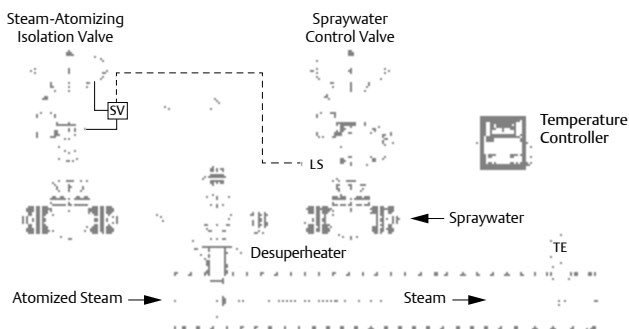 Steam-Atomizing
Isolation Valve
Spraywater
Control Valve
SV
Temperature
Controller
LS
Spraywater
Desuperheater
TE
Atomized Steam
Steam